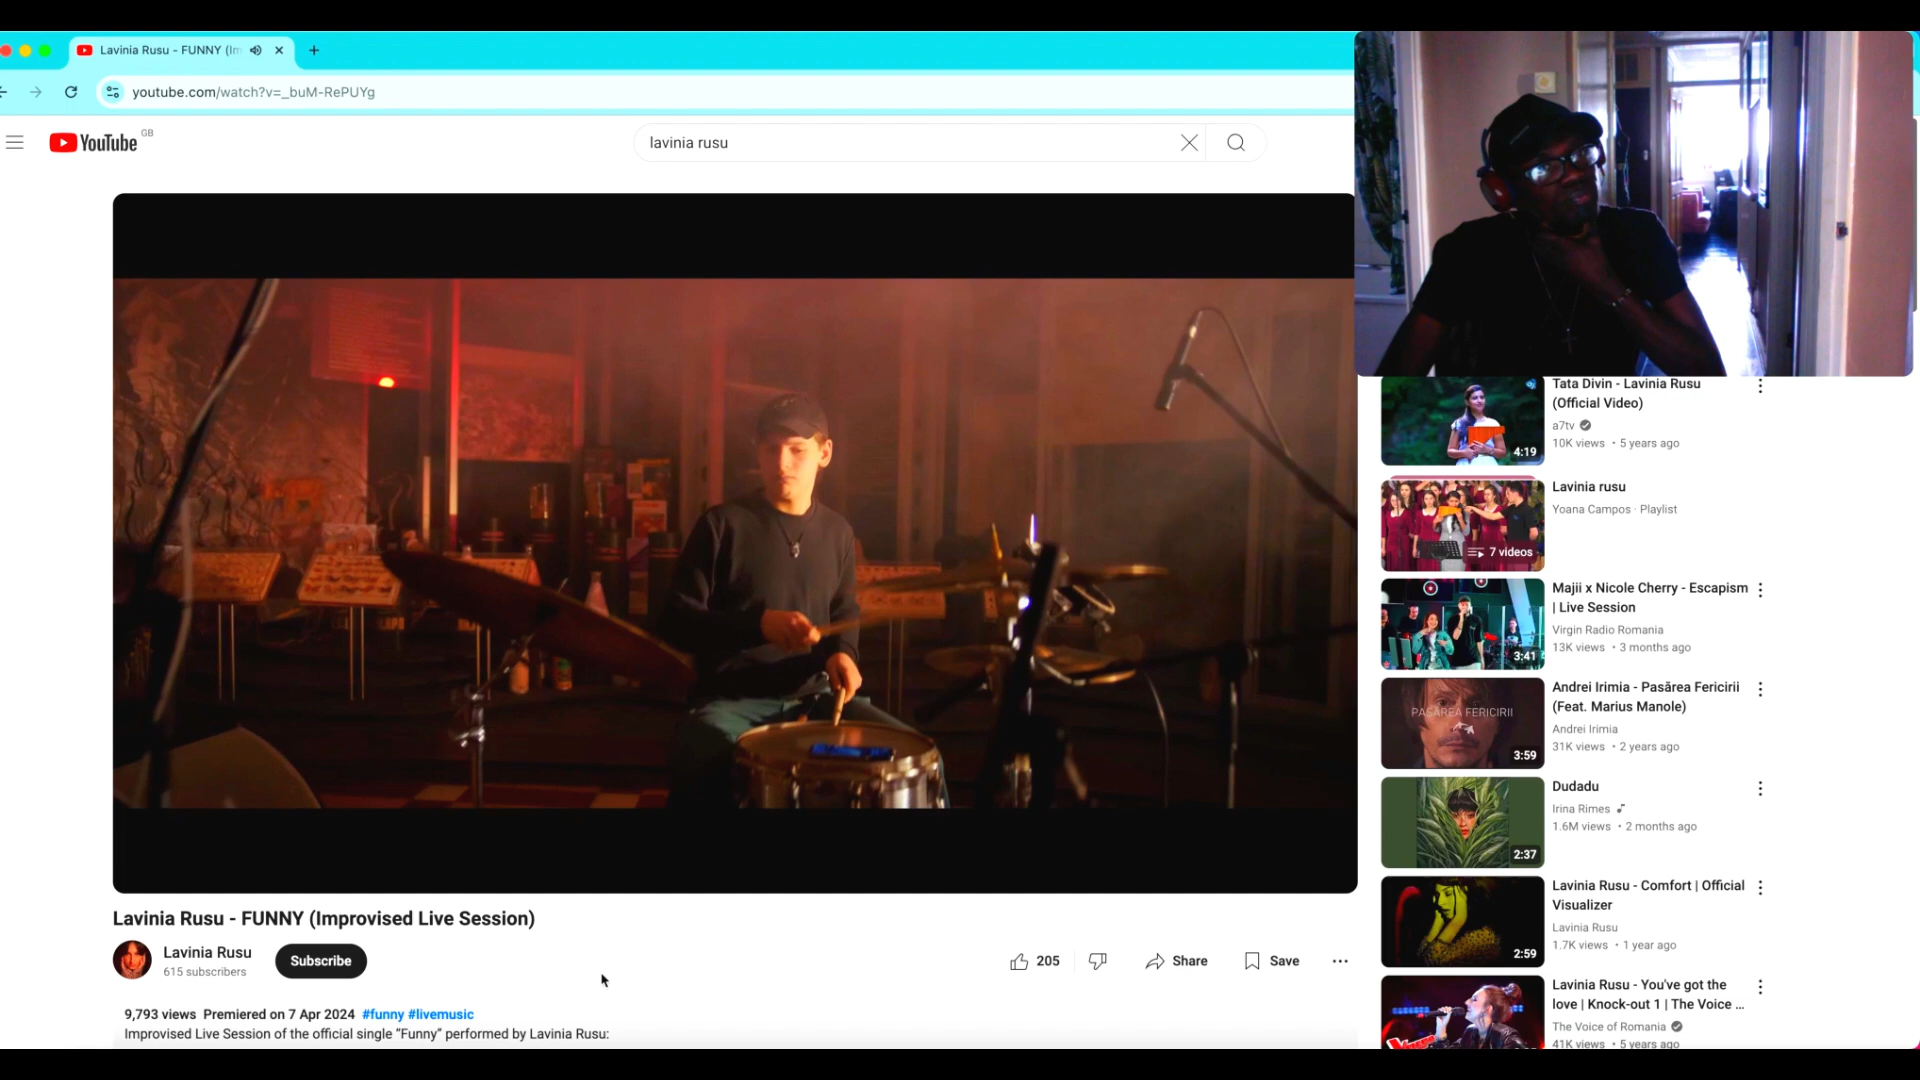 Lavinia Rusu - FUNNY (Im
youtube.com/watch?v=_buM-RePUYg
YouTube GB
lavinia rusu
Lavinia Rusu - FUNNY (Improvised Live Session)
Lavinia Rusu
615 subscribers
Subscribe
205
Share
Save
9,793 views Premiered on 7 Apr 2024 #funny #livemusic
Improvised Live Session of the official single “Funny” performed by Lavinia Rusu:
Tata Divin - Lavinia Rusu
(Official Video)
a7tv
10K views • 5 years ago
4:19
Lavinia rusu
Yoana Campos · Playlist
7 videos
Majii x Nicole Cherry - Escapism
| Live Session
Virgin Radio Romania
13K views • 3 months ago
3:41
Andrei Irimia - Pasărea Fericirii
(Feat. Marius Manole)
Andrei Irimia
31K views • 2 years ago
PASĂREA FERICIRII
3:59
Dudadu
Irina Rimes
1.6M views • 2 months ago
2:37
Lavinia Rusu - Comfort | Official
Visualizer
Lavinia Rusu
1.7K views • 1 year ago
2:59
Lavinia Rusu - You've got the
love | Knock-out 1 | The Voice ...
The Voice of Romania
41K views • 5 years ago